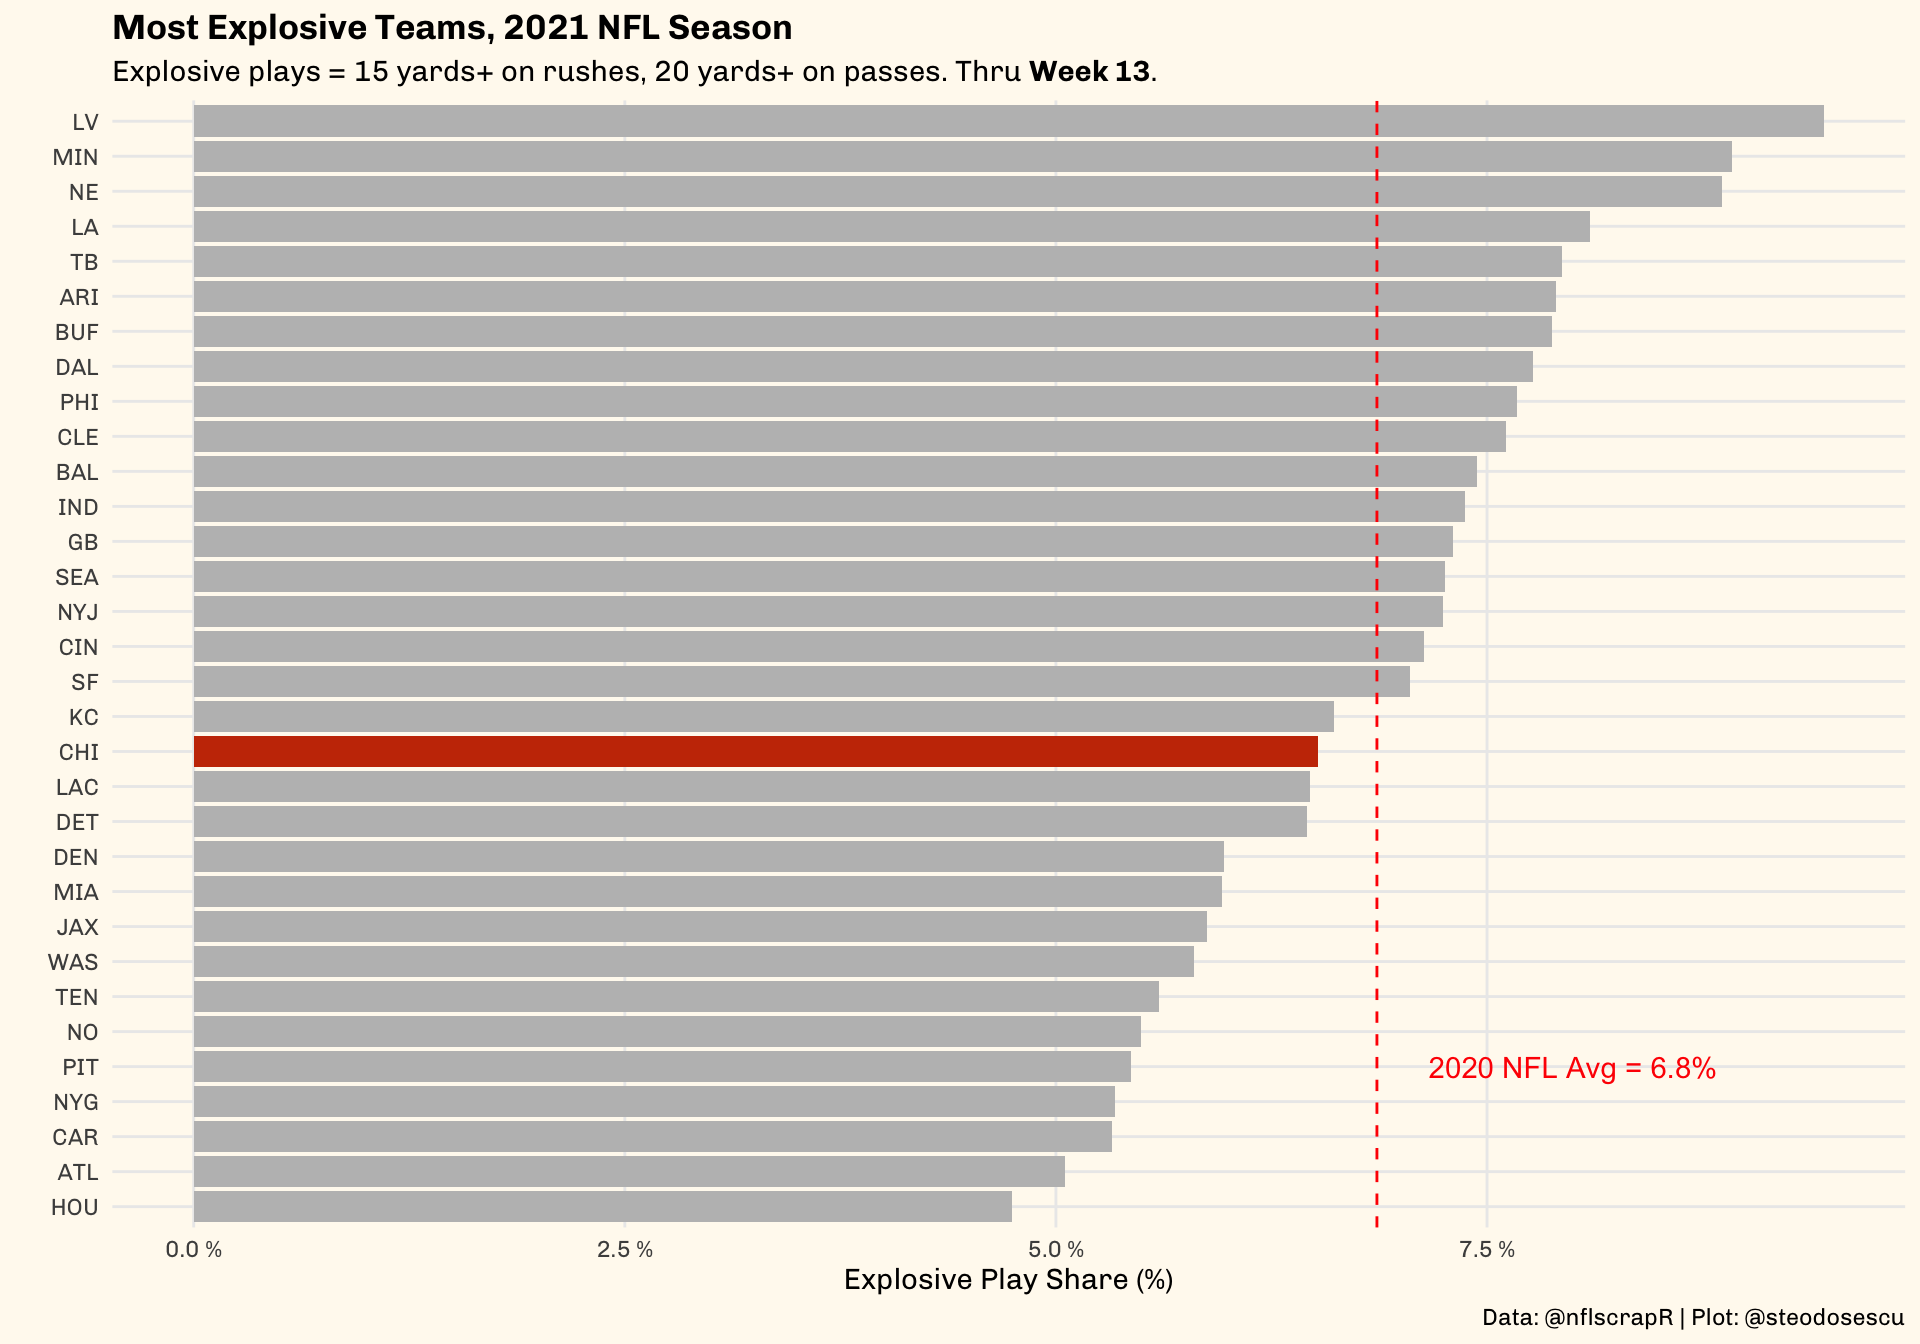 Most Explosive Teams, 2021 NFL Season
Explosive plays = 15 yards+ on rushes, 20 yards+ on passes. Thru Week 13.
LV
MIN
NE
LA
TB
ARI
BUF
DAL
PHI
CLE
BAL
IND
GB
SEA
NYJ
CIN
SF
KC
CHI
LAC
DET
DEN
MIA
JAX
WAS
TEN
NO
PIT
2020 NFL Avg = 6.8%
NYG
CAR
ATL
HOU
0.0 % 2.5 % 5.0 % 7.5 %
Explosive Play Share (%)
Data: @nflscrapR | Plot: @steodosescu